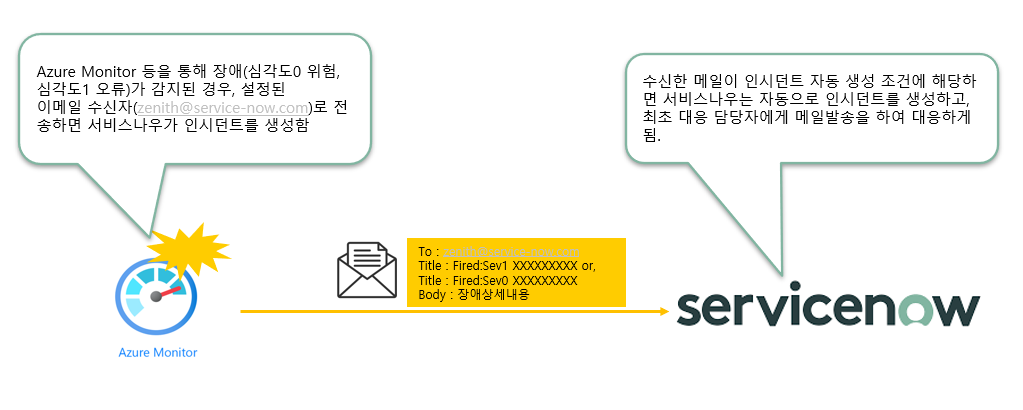 Azure Monitor 등을 통해 장애(심각도0 위험,
심각도1 오류)가 감지된 경우, 설정된
이메일 수신자(zenith@service-now.com)로 전
송하면 서비스나우가 인시던트를 생성함
수신한 메일이 인시던트 자동 생성 조건에 해당하
면 서비스나우는 자동으로 인시던트를 생성하고,
최초 대응 담당자에게 메일발송을 하여 대응하게
됨.
To :
Title : Fired:Sev1 XXXXXXXXX or,
Title : Fired:Sev0 XXXXXXXXX
Body : 장애상세내용
servicenow
Azure Monitor